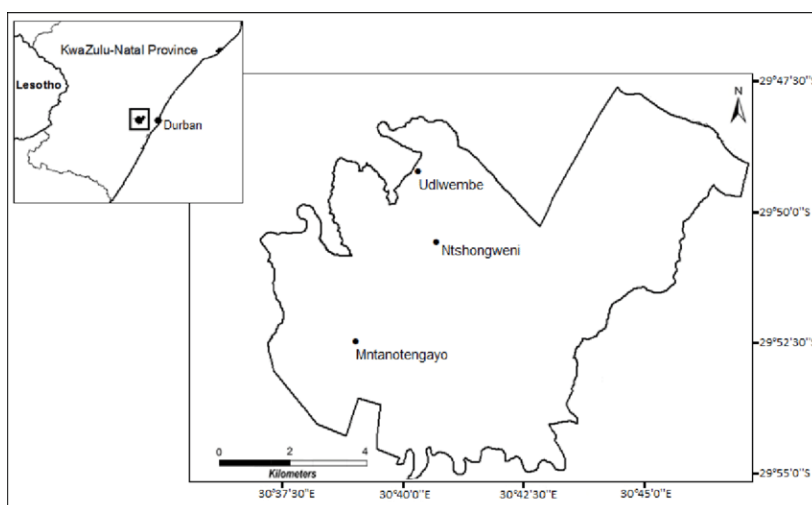 KwaZulu-Natal Province
Lesotho
Durban
N
29°47'30"S
Udlwembe
29°50'0"S
Ntshongweni
29°52'30"S
Mntanotengayo
0 2 4
Kilometers
29°55'0"S
30°37'30"E 30°40'0"E 30°42'30"E 30°45'0"E